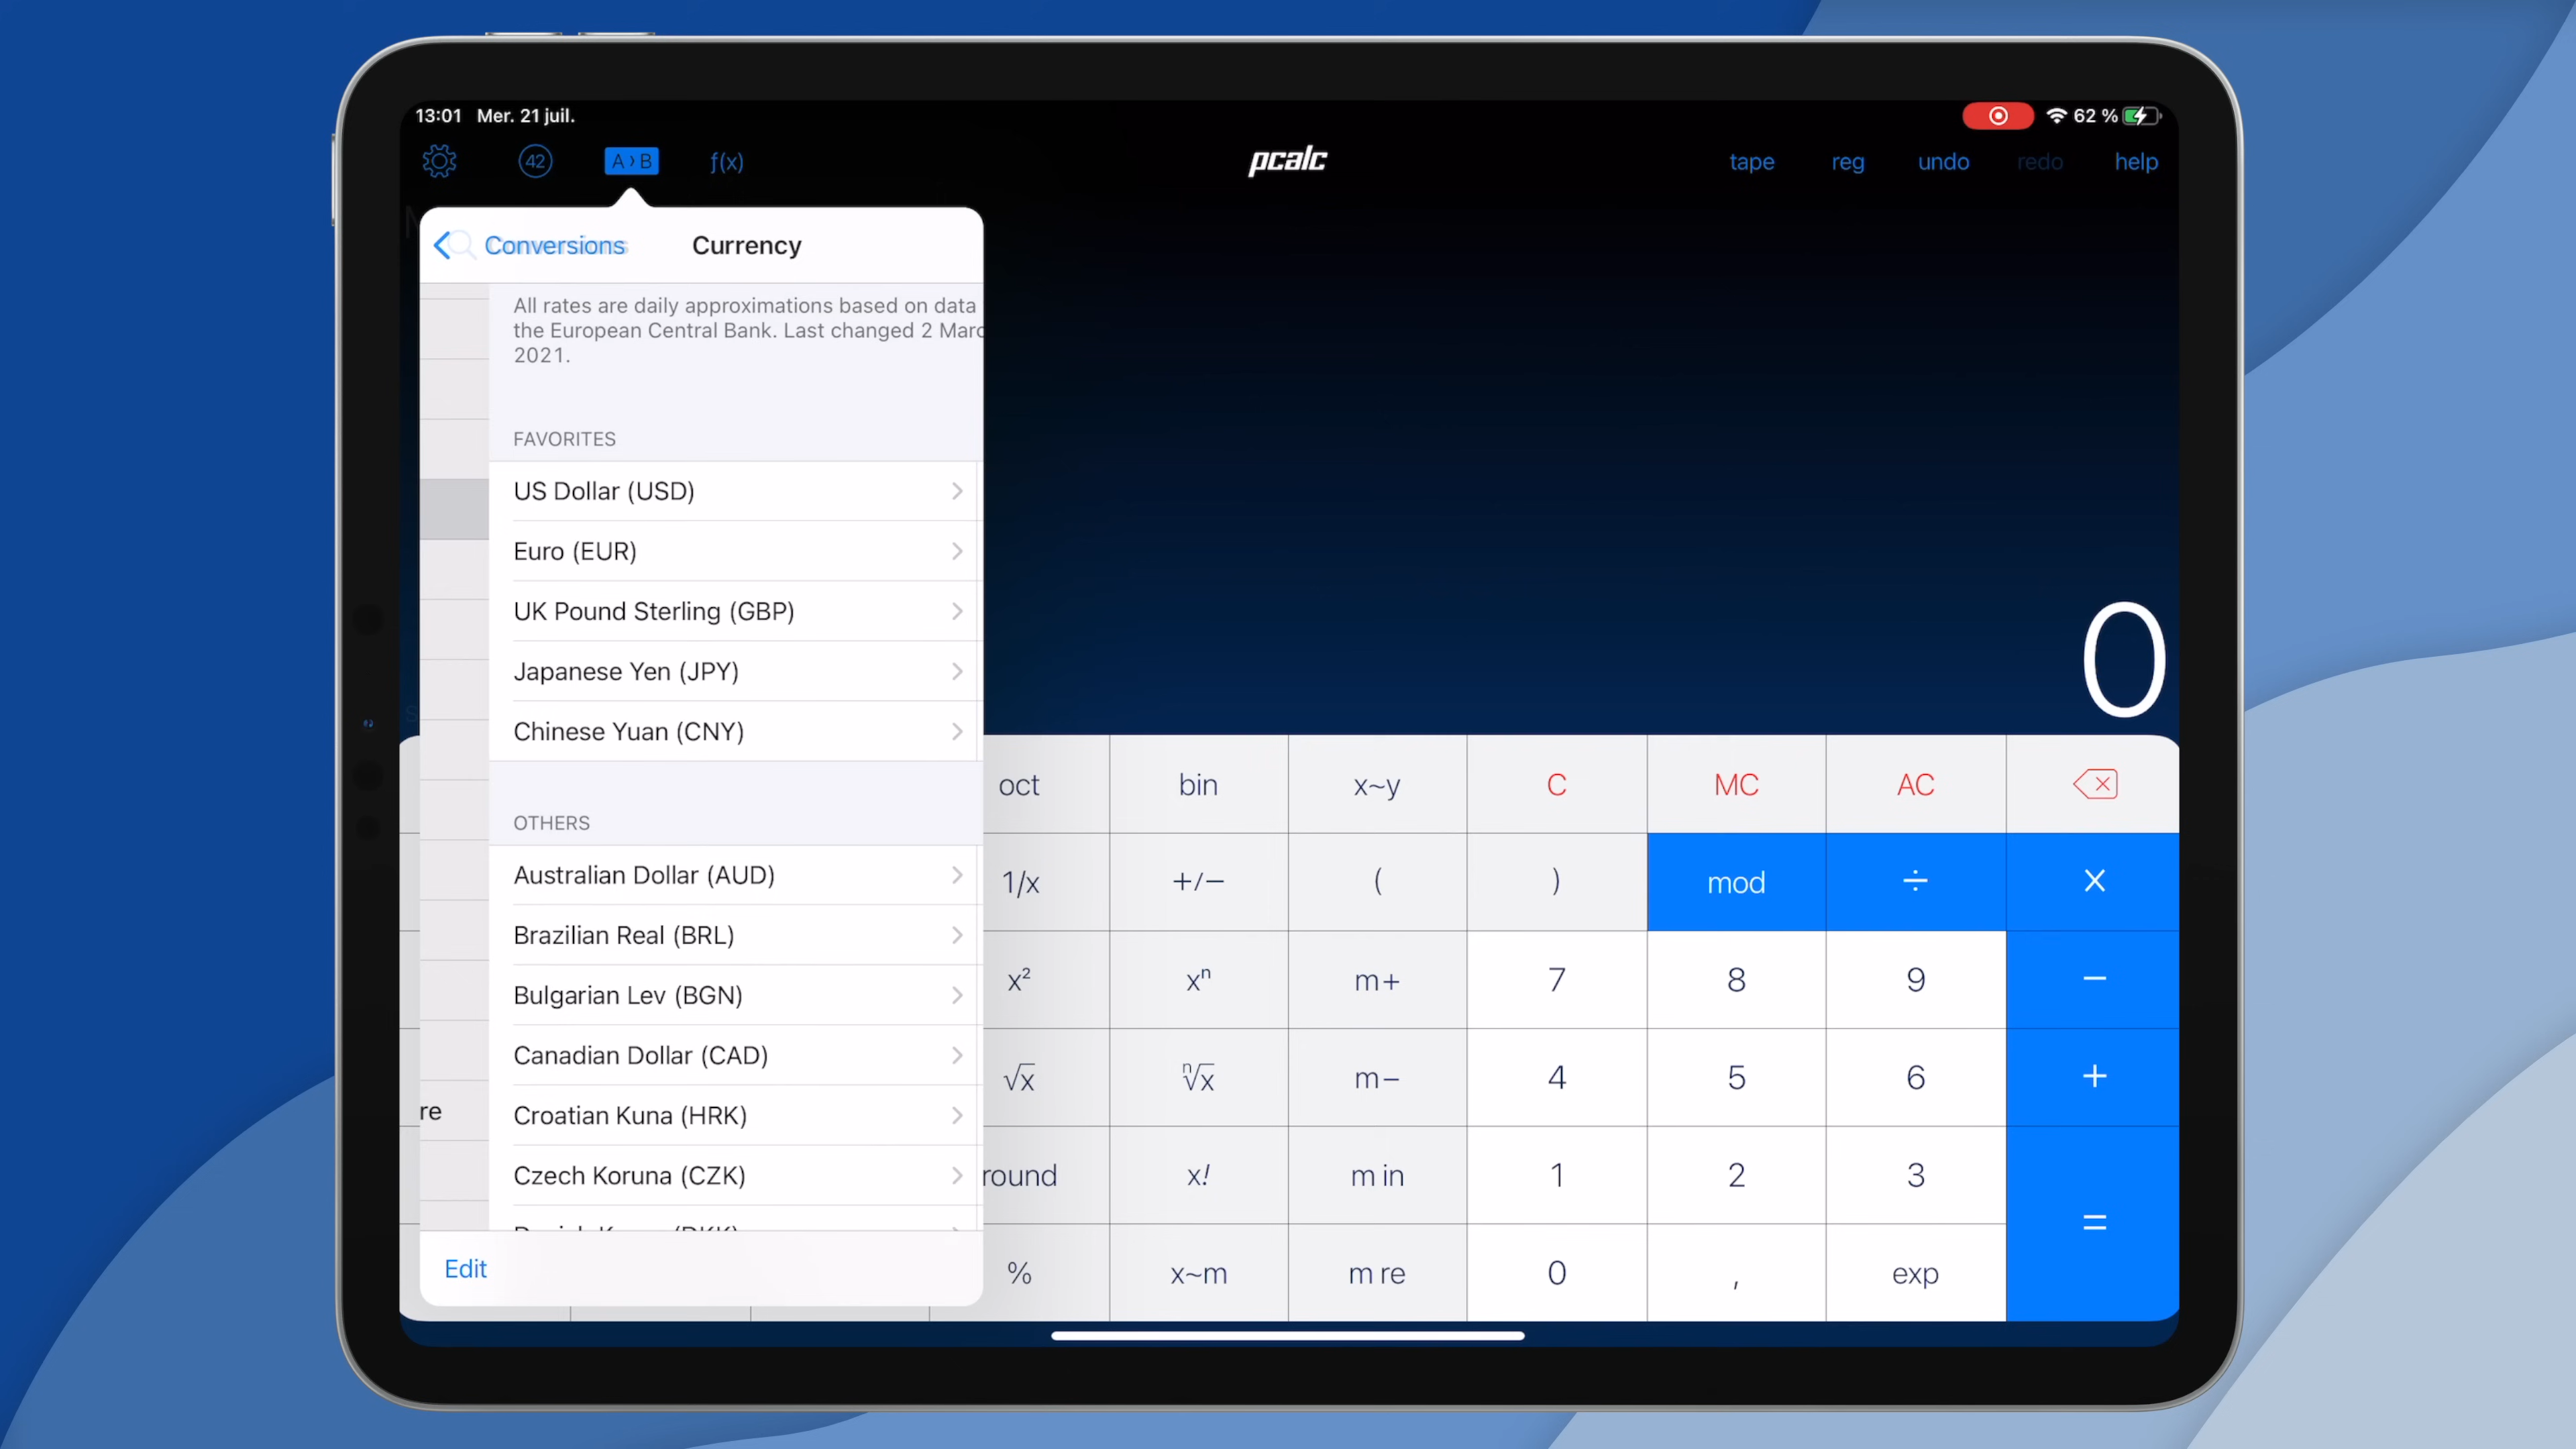 13:01 Mer. 21 juil.
62 %
42
A › B
ƒ(x)
pcalc
tape
reg
undo
redo
help
Conversions
Currency
All rates are daily approximations based on data
the European Central Bank. Last changed 2 Marc
2021.
FAVORITES
US Dollar (USD)
Euro (EUR)
UK Pound Sterling (GBP)
Japanese Yen (JPY)
Chinese Yuan (CNY)
OTHERS
Australian Dollar (AUD)
Brazilian Real (BRL)
Bulgarian Lev (BGN)
Canadian Dollar (CAD)
Croatian Kuna (HRK)
re
Czech Koruna (CZK)
Edit
0
oct bin x~y C MC AC
1/x +/− ( ) mod ÷ ×
x² xⁿ m+ 7 8 9 −
√x ⁿ√x m− 4 5 6 +
round x! m in 1 2 3 =
% x~m m re 0 , exp